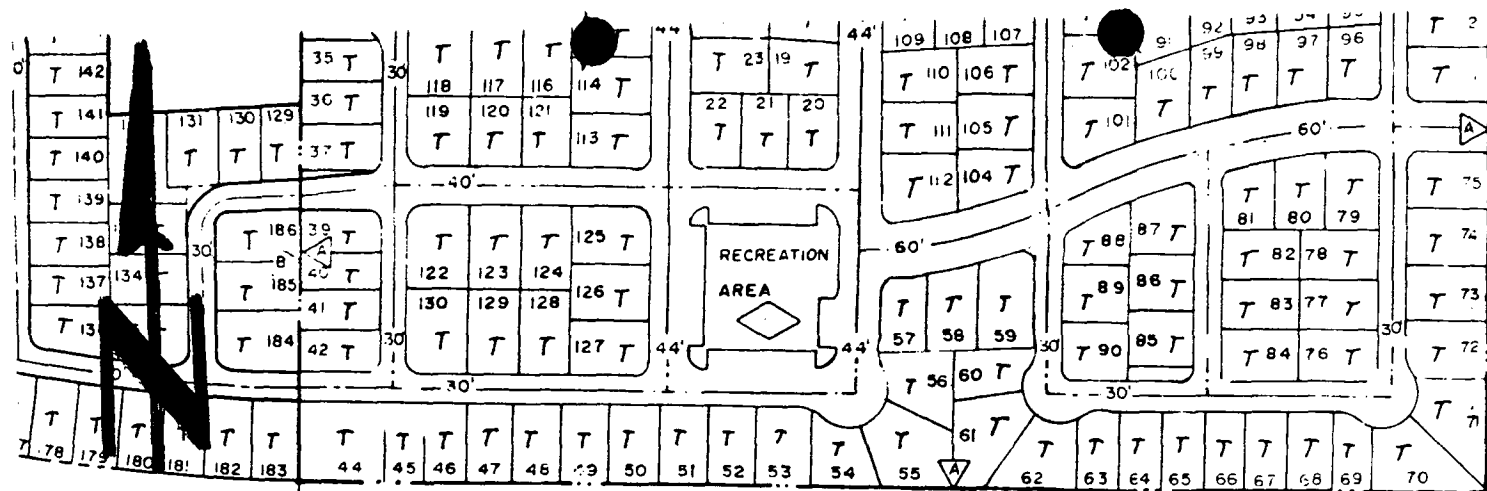 44'
44'
93
96
109 108 107
T T T T T T T
35 T
118 117 116
T 23 19 T
T 110 106 T
T 102
99 98 97 96
T 142
30'
114 T
36 T
119 120 121
22 21 20
T 141
131 130 129
T 111 105 T
T 101
60'
A
T 140
T T T
37 T
T T T
113 T
T T T
T 139
40'
T 112 104 T
T T T
T 75
81 80 79
T 138
T 186 39 T
T T T
125 T
RECREATION
60'
T 88
87 T
T 74
30'
A
T 82 78 T
T 137
134
T 185
122 123 124
AREA
T 89
86 T
130 129 128
126 T
T T T
T 83 77 T
T 73
41 T
T T T
57 58 59
T 184
42 T
30'
127 T
44'
44'
30'
T 90
85 T
T 84 76 T
30'
T 72
T 56
60 T
30'
30'
T T T T T T T T T T T T T T T T T T T T T T T T T T T
61 T
71
N
178 179 180 181 182 183 44 45 46 47 48 49 50 51 52 53 54 55
A
62 63 64 65 66 67 68 69 70